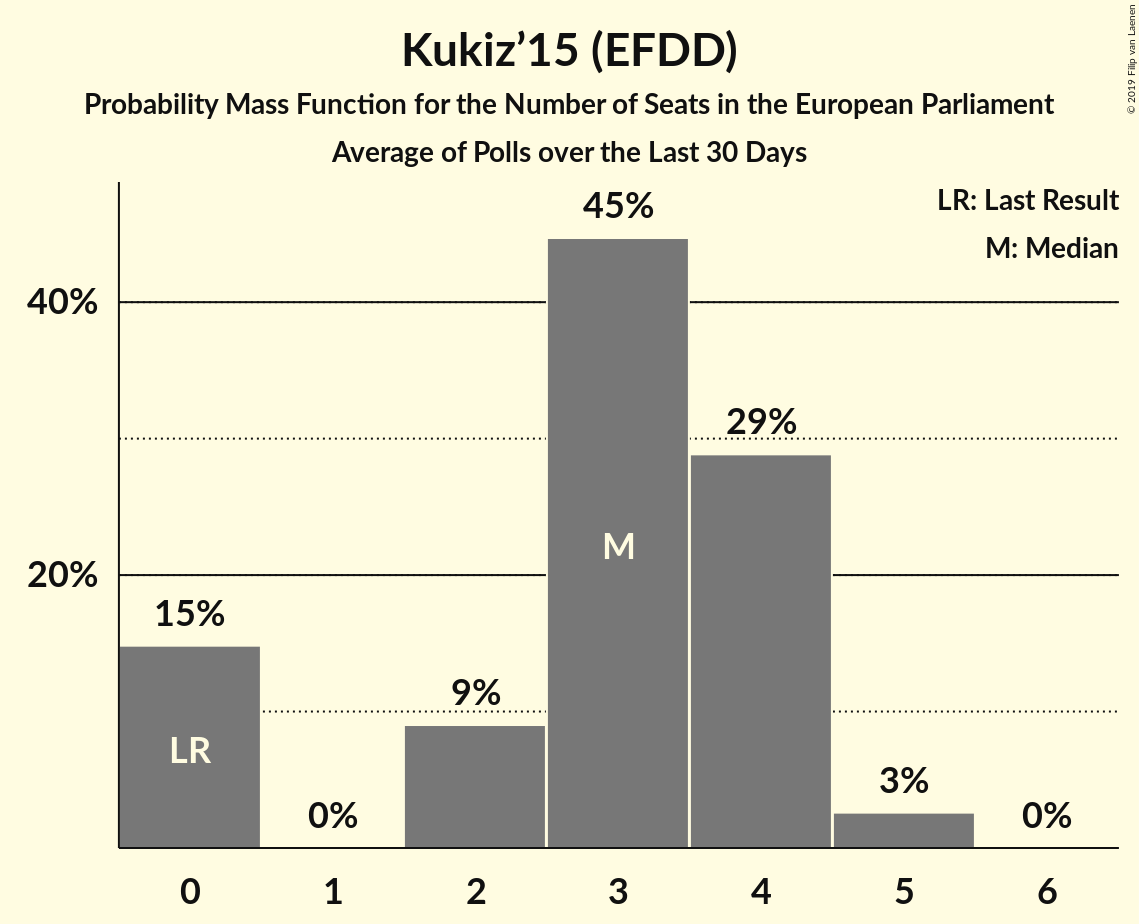 Kukiz’15 (EFDD)
Probability Mass Function for the Number of Seats in the European Parliament
Average of Polls over the Last 30 Days
© 2019 Filip van Laenen
LR: Last Result
M: Median
45%
40%
29%
M
20%
15%
9%
LR
3%
0%
0%
0 1 2 3 4 5 6